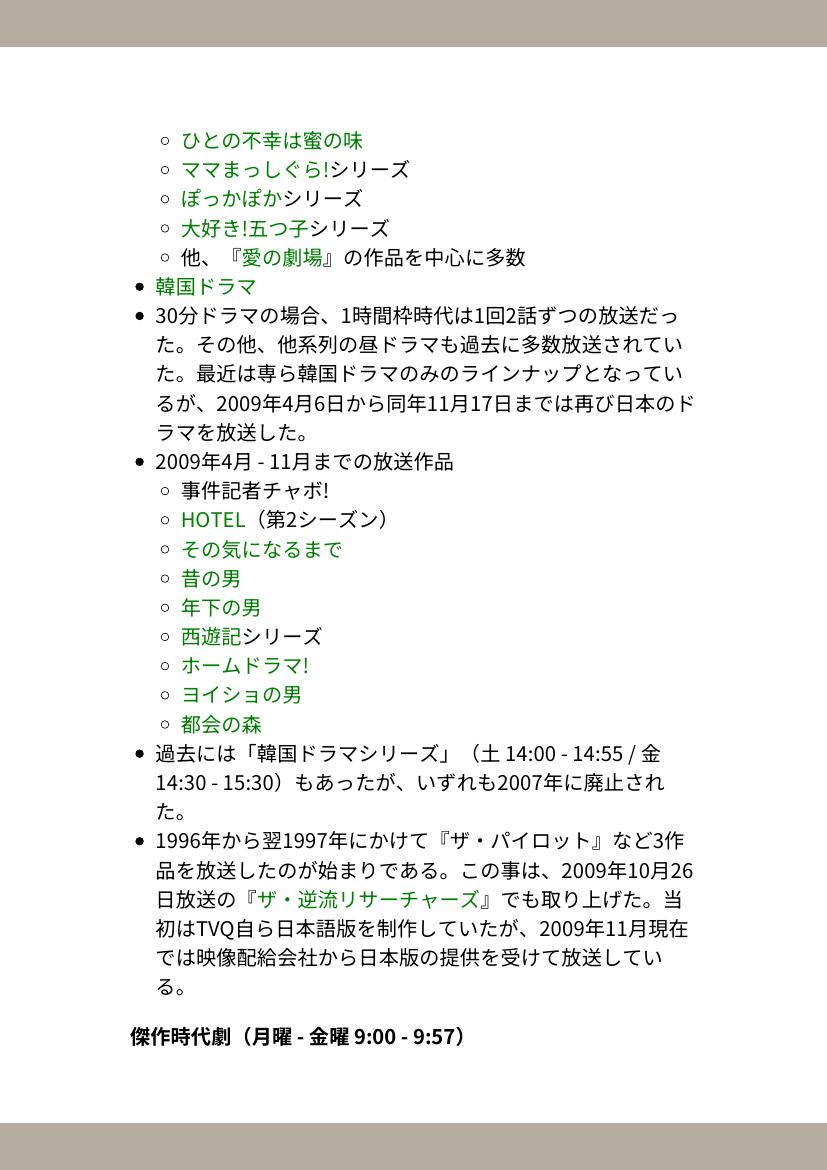 ひとの不幸は蜜の味
ママまっしぐら!シリーズ
ぽっかぽかシリーズ
大好き!五つ子シリーズ
他、『愛の劇場』の作品を中心に多数
韓国ドラマ
30分ドラマの場合、1時間枠時代は1回2話ずつの放送だっ
た。その他、他系列の昼ドラマも過去に多数放送されてい
た。最近は専ら韓国ドラマのみのラインナップとなってい
るが、2009年4月6日から同年11月17日までは再び日本のド
ラマを放送した。
2009年4月 - 11月までの放送作品
事件記者チャボ!
HOTEL（第2シーズン）
その気になるまで
昔の男
年下の男
西遊記シリーズ
ホームドラマ!
ヨイショの男
都会の森
過去には「韓国ドラマシリーズ」（土 14:00 - 14:55 / 金
14:30 - 15:30）もあったが、いずれも2007年に廃止され
た。
1996年から翌1997年にかけて『ザ・パイロット』など3作
品を放送したのが始まりである。この事は、2009年10月26
日放送の『ザ・逆流リサーチャーズ』でも取り上げた。当
初はTVQ自ら日本語版を制作していたが、2009年11月現在
では映像配給会社から日本版の提供を受けて放送してい
る。
傑作時代劇（月曜 - 金曜 9:00 - 9:57）